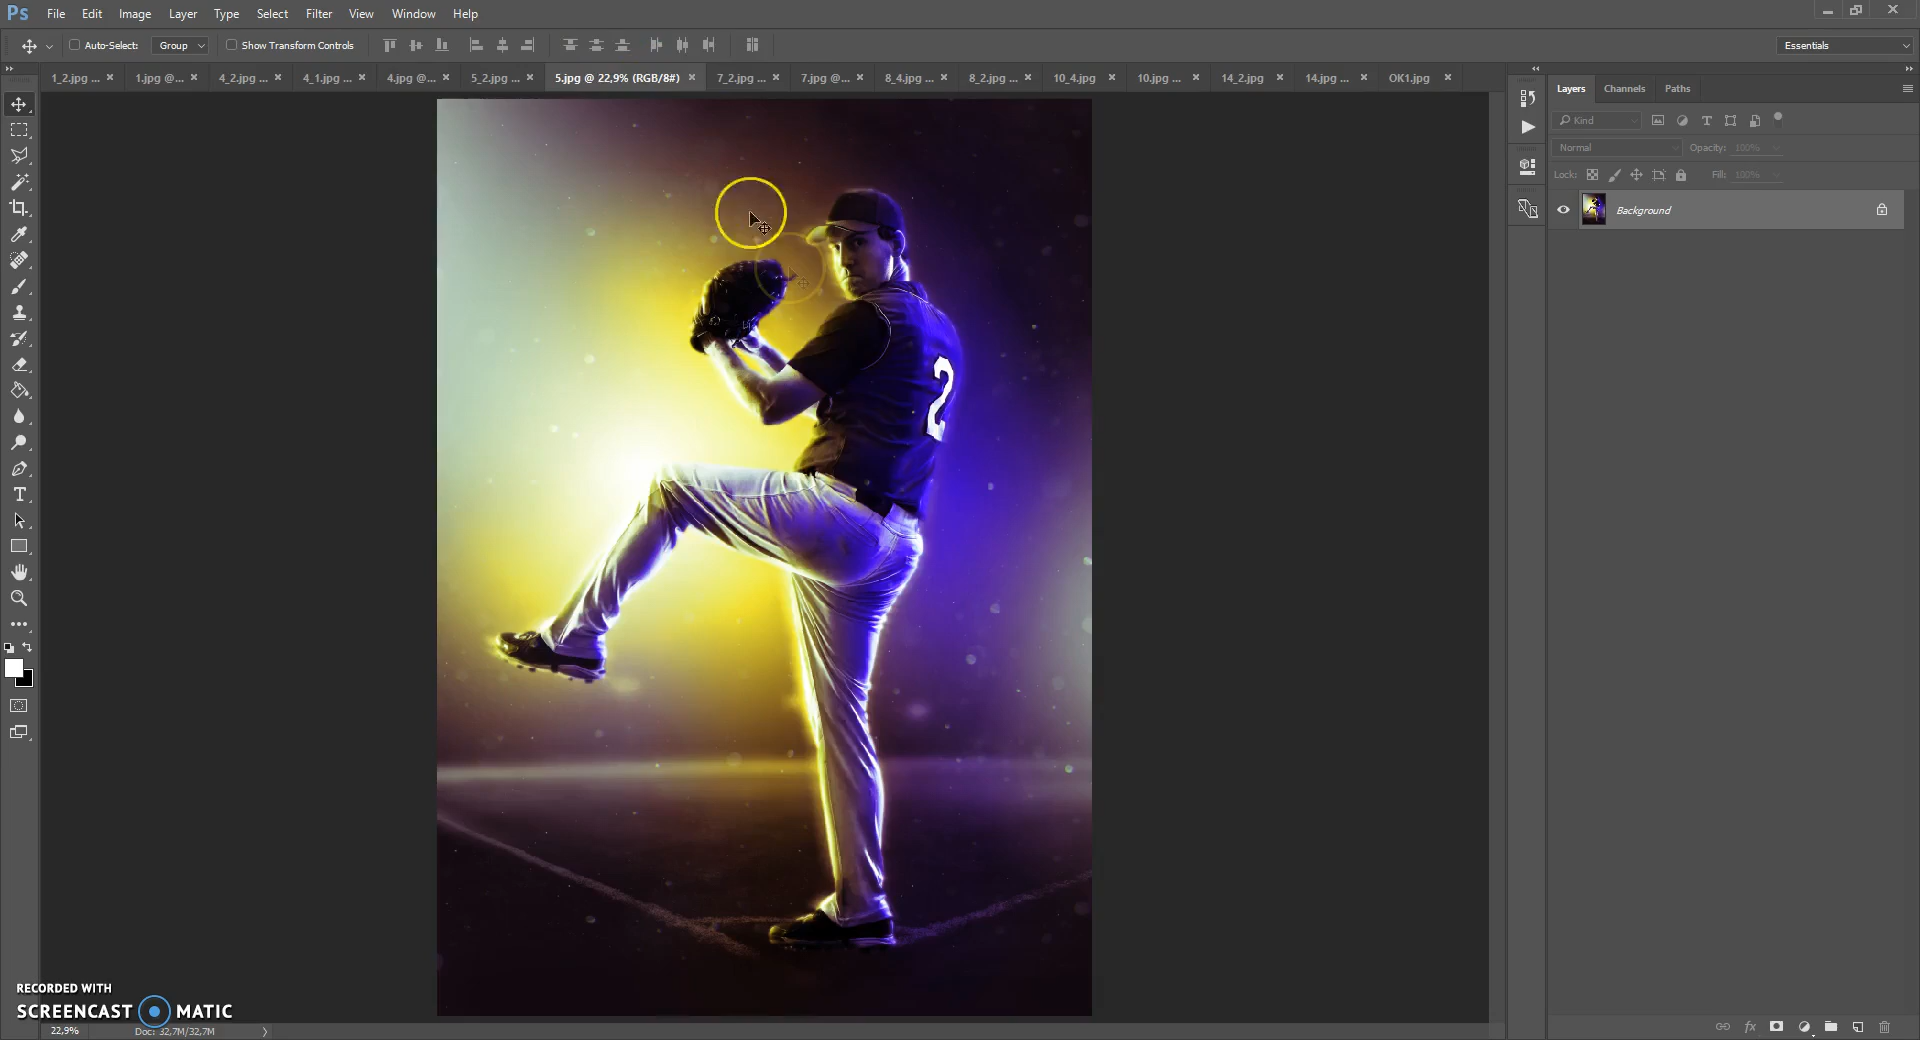 Ps File Edit Image Layer Type Select Filter View Window Help
Auto-Select: Group Show Transform Controls Essentials
1_2.jpg ... × 1.jpg @... × 4_2.jpg ... × 4_1.jpg ... × 4.jpg @... × 5_2.jpg ... × 5.jpg @ 22,9% (RGB/8#) × 7_2.jpg ... × 7.jpg @... × 8_4.jpg ... × 8_2.jpg ... × 10_4.jpg × 10.jpg ... × 14_2.jpg × 14.jpg ... × OK1.jpg ×
Layers Channels Paths
Kind
Normal Opacity: 100%
Lock: Fill: 100%
Background
2
RECORDED WITH
SCREENCAST MATIC
22,9% Doc: 32,7M/32,7M